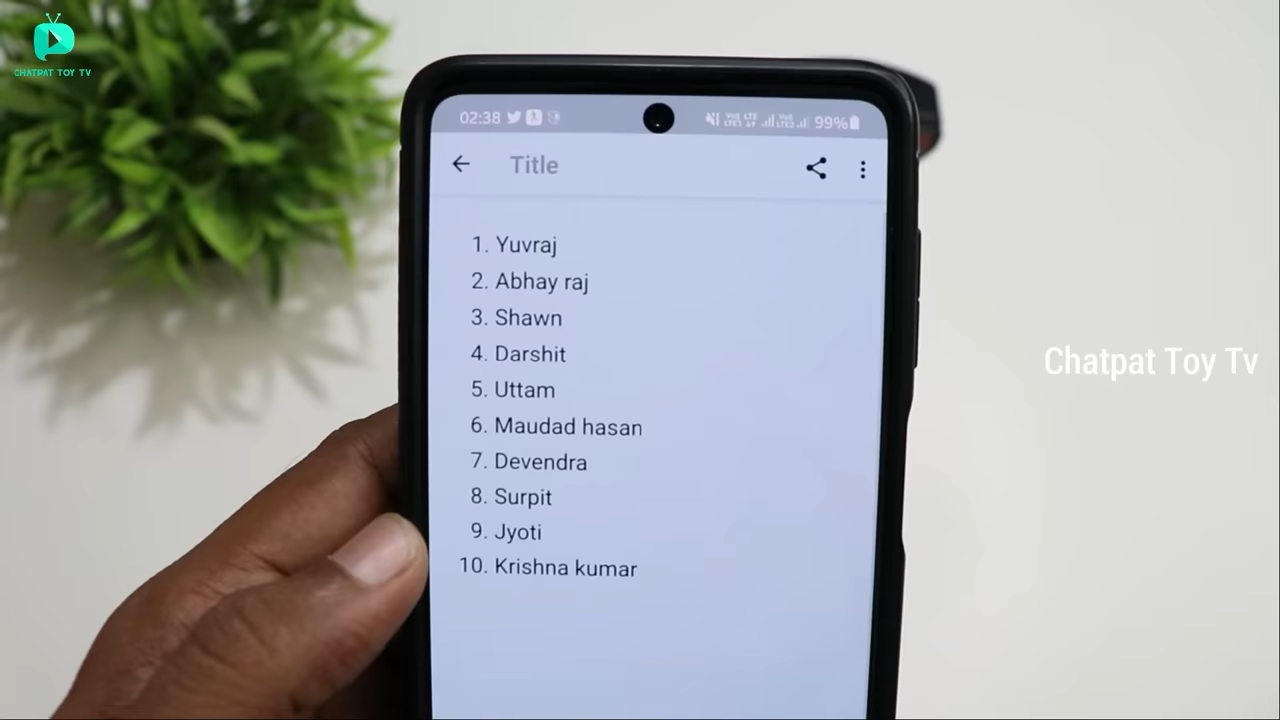 CHATPAT TOY TV
02:38
99%
Title
1. Yuvraj
2. Abhay raj
3. Shawn
4. Darshit
5. Uttam
6. Maudad hasan
7. Devendra
8. Surpit
9. Jyoti
10. Krishna kumar
Chatpat Toy Tv